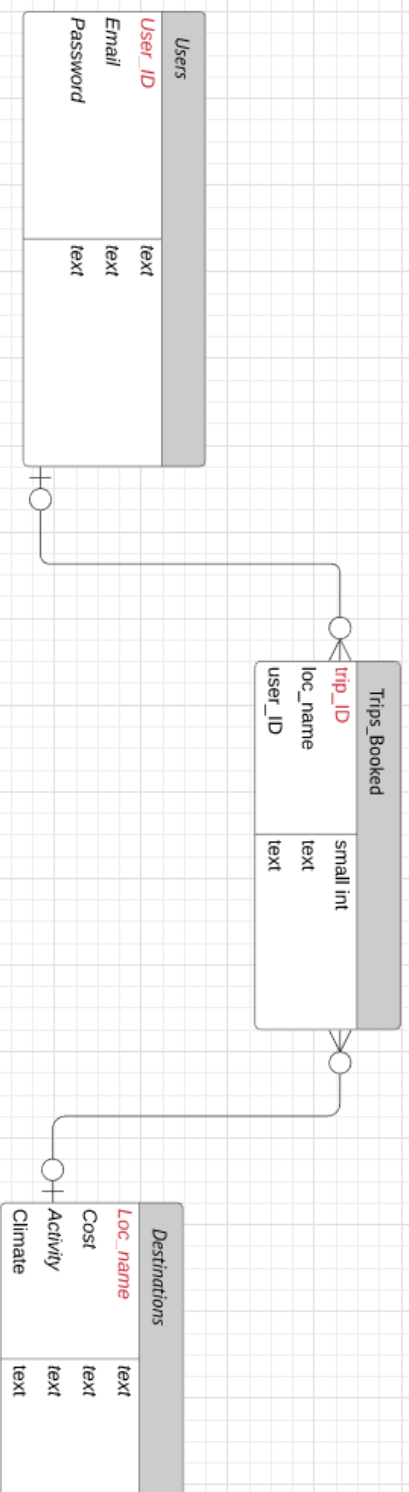 Users
User_ID text
Email text
Password text
Trips_Booked
trip_ID small int
loc_name text
user_ID text
Destinations
Loc_name text
Cost text
Activity text
Climate text